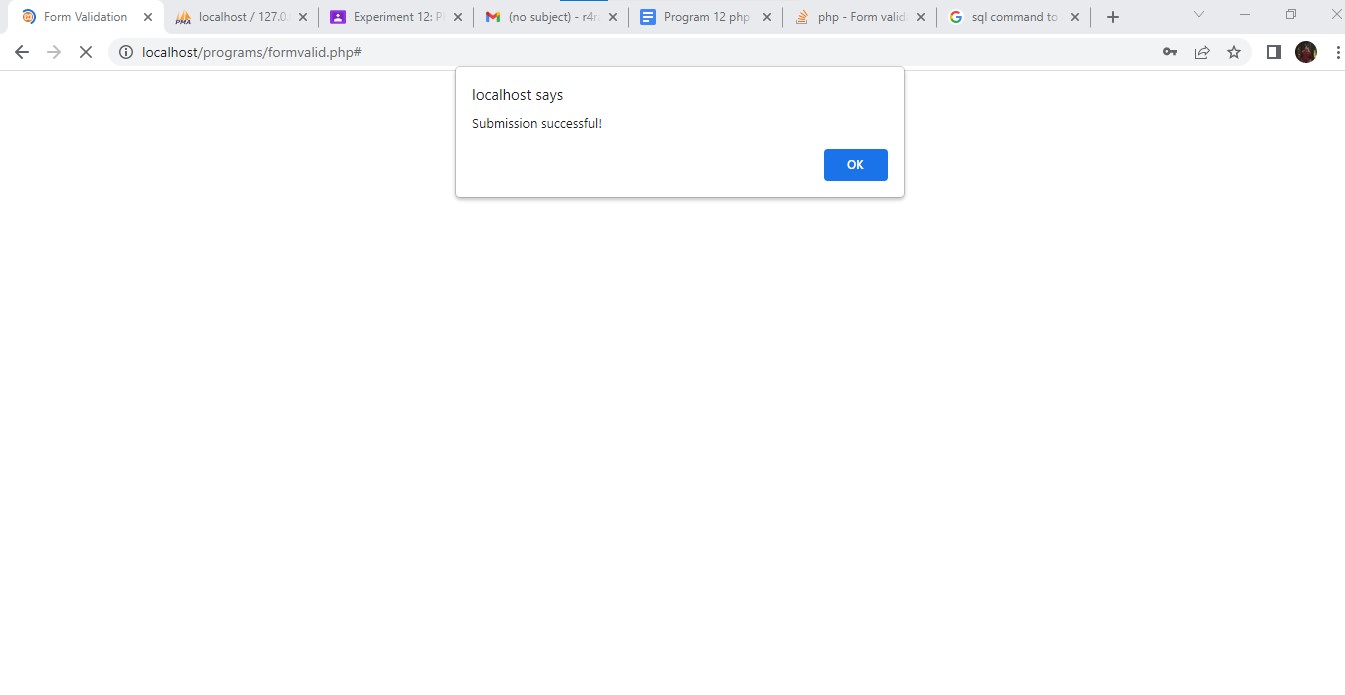 Form Validation
localhost / 127.0.
Experiment 12:
(no subject) - r4r
Program 12 php
php - Form valid
sql command to
localhost/programs/formvalid.php#
localhost says
Submission successful!
OK